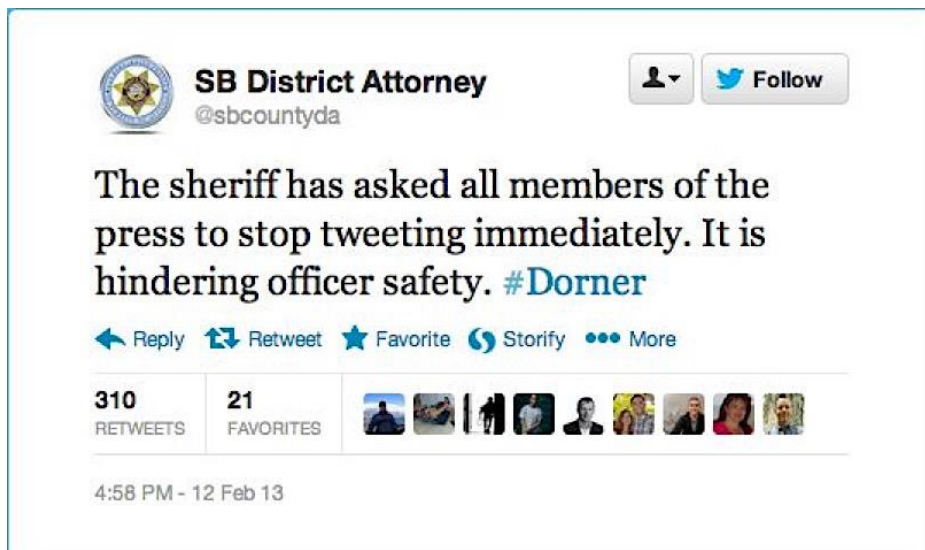 SB District Attorney
@sbcountyda
Follow
The sheriff has asked all members of the
press to stop tweeting immediately. It is
hindering officer safety. #Dorner
Reply Retweet Favorite Storify More
310 21
RETWEETS FAVORITES
4:58 PM - 12 Feb 13